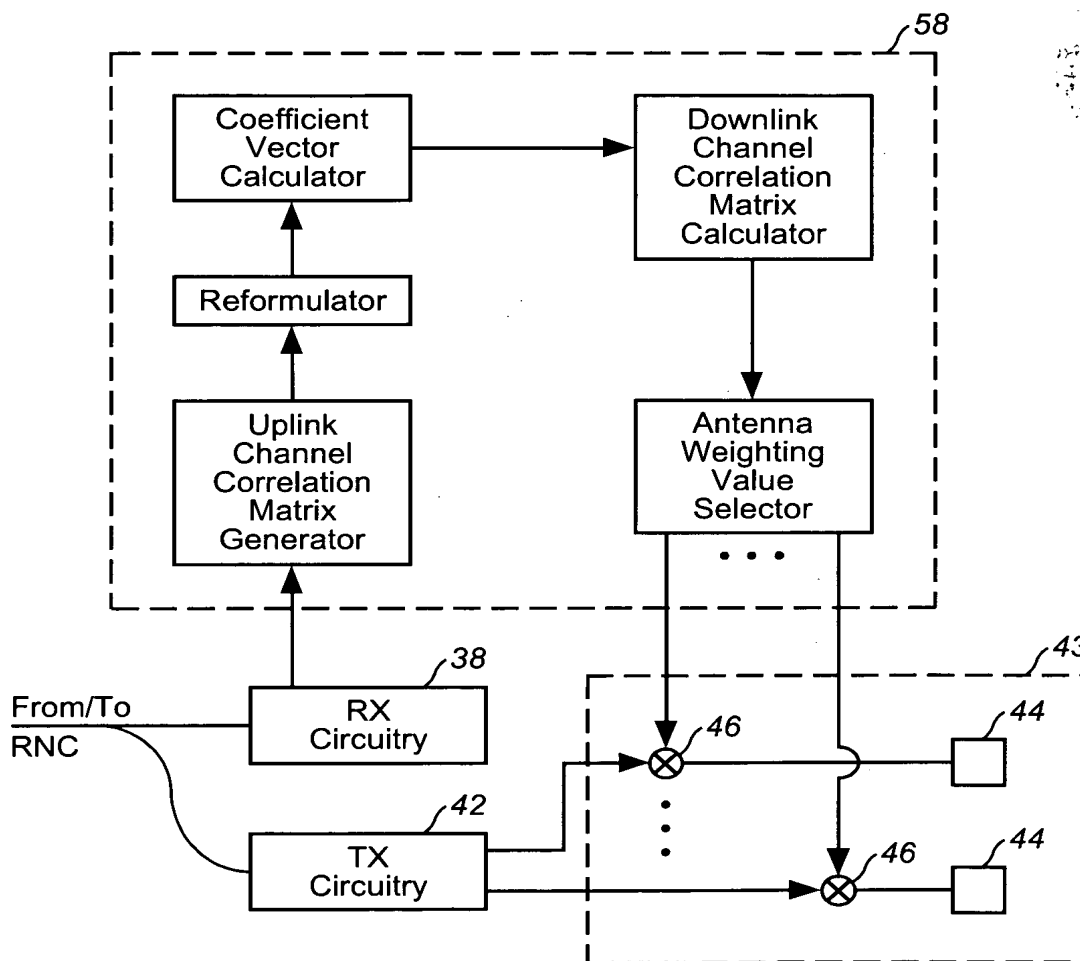 58
Coefficient
Vector
Calculator
Downlink
Channel
Correlation
Matrix
Calculator
Reformulator
Uplink
Channel
Correlation
Matrix
Generator
Antenna
Weighting
Value
Selector
43
38
From/To
RNC
RX
Circuitry
46
44
42
TX
Circuitry
46
44